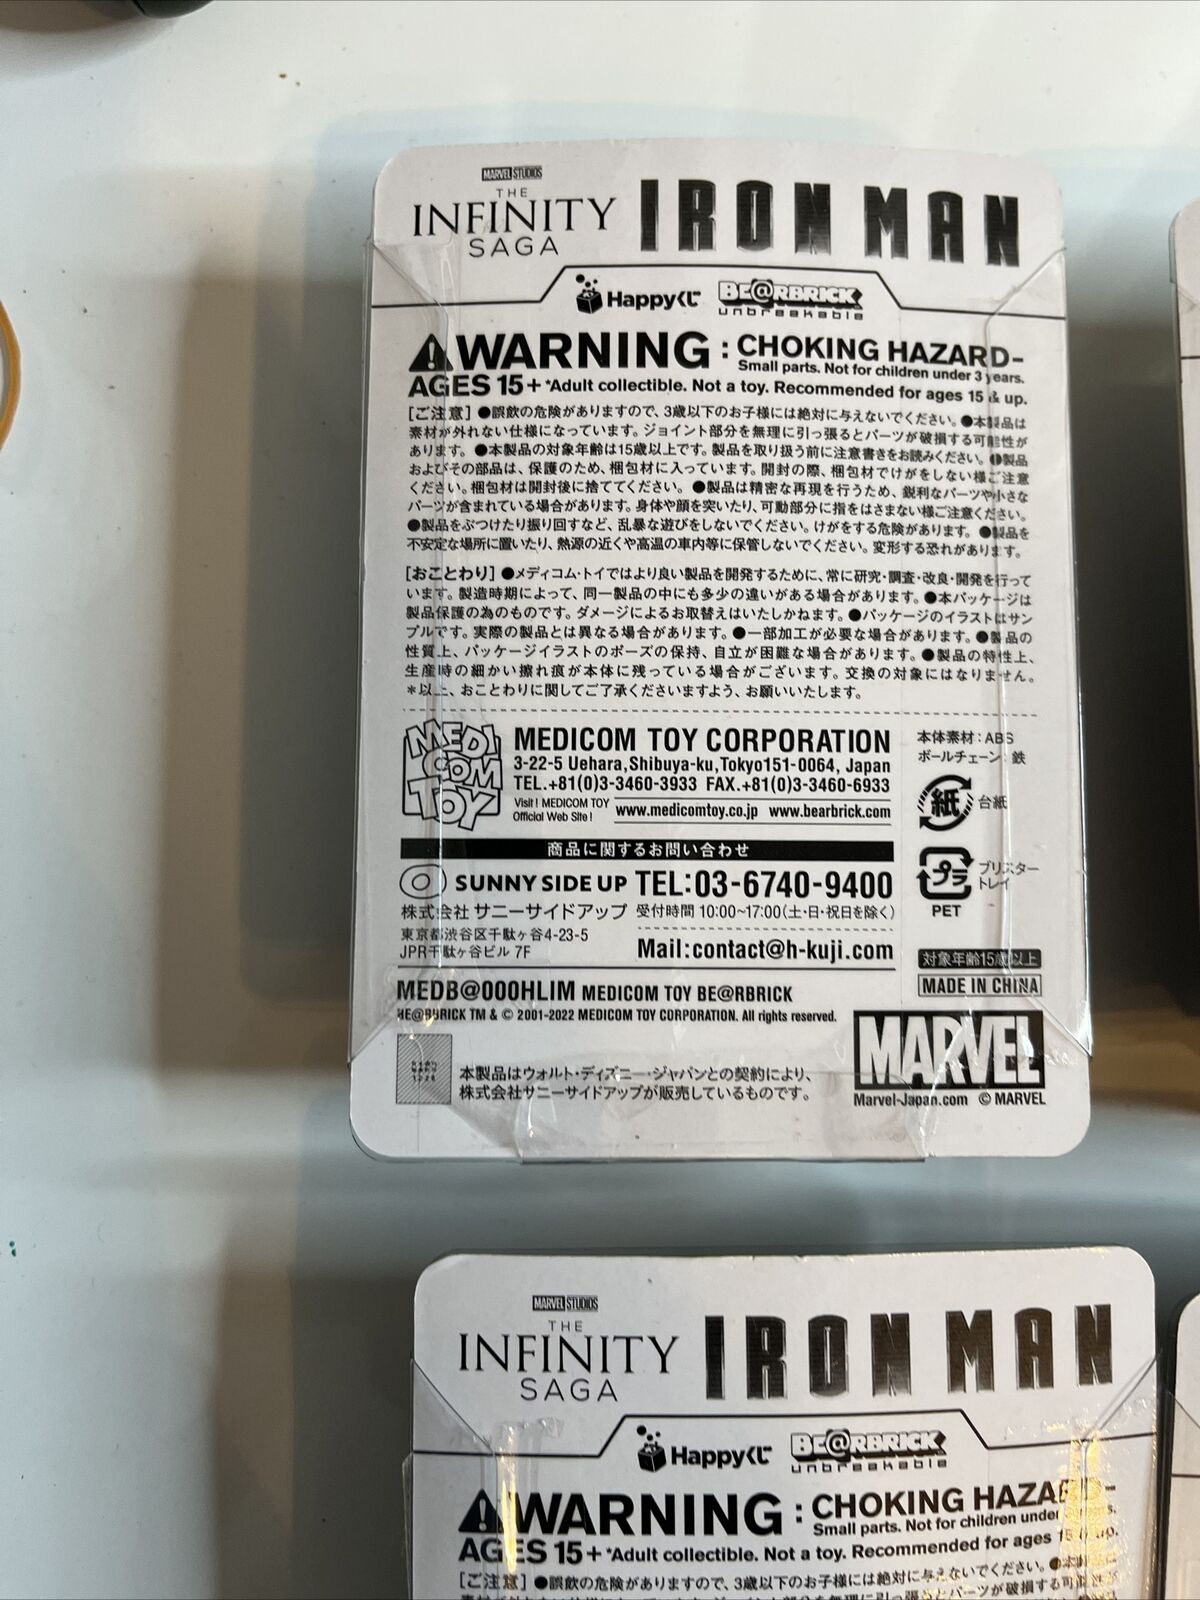 MARVEL STUDIOS
THE
INFINITY
SAGA
IRON MAN
Happyくじ
BE@RBRICK
unbreakable
WARNING : CHOKING HAZARD-
Small parts. Not for children under 3 years.
AGES 15+ *Adult collectible. Not a toy. Recommended for ages 15 & up.
[ご注意] ●誤飲の危険がありますので、3歳以下のお子様には絶対に与えないでください。●本製品は
素材が外れない仕様になっています。ジョイント部分を無理に引っ張るとパーツが破損する可能性が
あります。 ●本製品の対象年齢は15歳以上です。製品を取り扱う前に注意書きをお読みください。●製品
およびその部品は、保護のため、梱包材に入っています。開封の際、梱包材でけがをしない様ご注意
ください。梱包材は開封後に捨ててください。 ●製品は精密な再現を行うため、鋭利なパーツや小さな
パーツが含まれている場合があります。身体や顔を突いたり、可動部分に指をはさまない様ご注意ください。
●製品をぶつけたり振り回すなど、乱暴な遊びをしないでください。けがをする危険があります。 ●製品を
不安定な場所に置いたり、熱源の近くや高温の車内等に保管しないでください。変形する恐れがあります。
[おことわり] ●メディコム・トイではより良い製品を開発するために、常に研究・調査・改良・開発を行って
います。製造時期によって、同一製品の中にも多少の違いがある場合があります。●本パッケージは
製品保護の為のものです。ダメージによるお取替えはいたしかねます。●パッケージのイラストはサン
プルです。実際の製品とは異なる場合があります。●一部加工が必要な場合があります。●製品の
性質上、パッケージイラストのポーズの保持、自立が困難な場合があります。●製品の特性上、
生産時の細かい擦れ痕が本体に残っている場合がございます。交換の対象にはなりません。
*以上、おことわりに関してご了承くださいますよう、お願いいたします。
MEDI
COM
TOY
MEDICOM TOY CORPORATION
3-22-5 Uehara,Shibuya-ku,Tokyo151-0064, Japan
TEL.+81(0)3-3460-3933 FAX.+81(0)3-3460-6933
Visit ! MEDICOM TOY
Official Web Site !
www.medicomtoy.co.jp www.bearbrick.com
本体素材：ABS
ボールチェーン：鉄
紙
台紙
プラ
PET
ブリスター
トレイ
商品に関するお問い合わせ
SUNNY SIDE UP TEL:03-6740-9400
株式会社 サニーサイドアップ 受付時間 10:00~17:00(土・日・祝日を除く)
東京都渋谷区千駄ヶ谷4-23-5
JPR千駄ヶ谷ビル 7F
Mail:contact@h-kuji.com
対象年齢15歳以上
MADE IN CHINA
MEDB@000HLIM MEDICOM TOY BE@RBRICK
BE@RBRICK TM & © 2001-2022 MEDICOM TOY CORPORATION. All rights reserved.
本製品はウォルト・ディズニー・ジャパンとの契約により、
株式会社サニーサイドアップが販売しているものです。
MARVEL
Marvel-Japan.com © MARVEL
MARVEL STUDIOS
THE
INFINITY
SAGA
IRON MAN
Happyくじ
BE@RBRICK
unbreakable
WARNING : CHOKING HAZARD-
Small parts. Not for children under
AGES 15+ *Adult collectible. Not a toy. Recommended for ages 15 & up.
[ご注意] ●誤飲の危険がありますので、3歳以下のお子様には絶対に与えないでください。●本